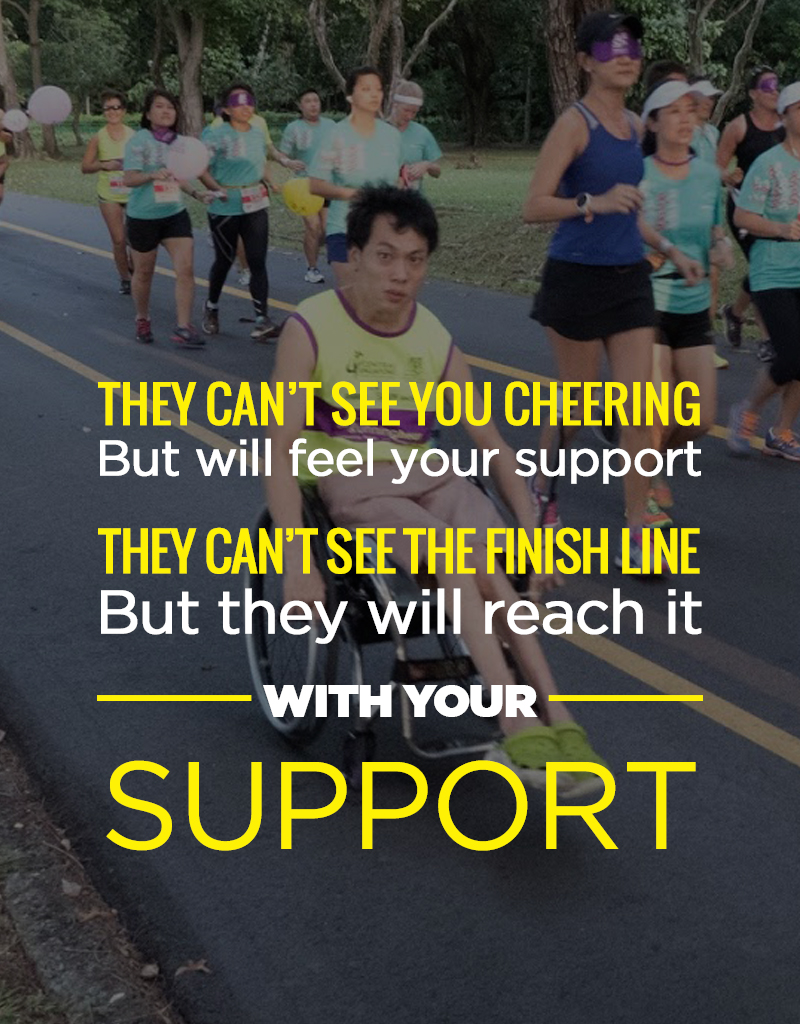 THEY CAN'T SEE YOU CHEERING
But will feel your support
THEY CAN'T SEE THE FINISH LINE
But they will reach it
WITH YOUR
SUPPORT